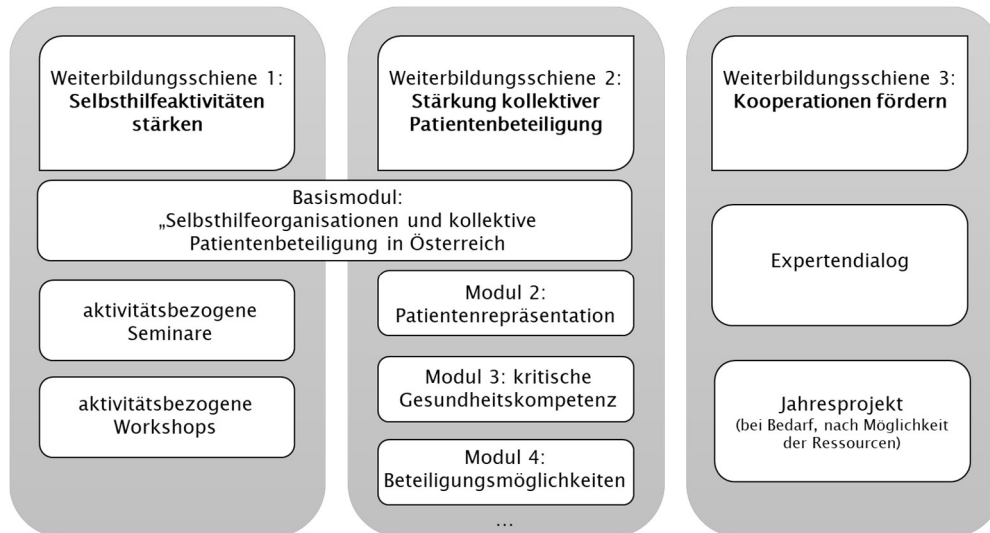 Weiterbildungsschiene 1:
Selbsthilfeaktivitäten
stärken
Weiterbildungsschiene 2:
Stärkung kollektiver
Patientenbeteiligung
Weiterbildungsschiene 3:
Kooperationen fördern
Basismodul:
„Selbsthilfeorganisationen und kollektive
Patientenbeteiligung in Österreich
aktivitätsbezogene
Seminare
aktivitätsbezogene
Workshops
Modul 2:
Patientenrepräsentation
Modul 3: kritische
Gesundheitskompetenz
Modul 4:
Beteiligungsmöglichkeiten
...
Expertendialog
Jahresprojekt
(bei Bedarf, nach Möglichkeit
der Ressourcen)